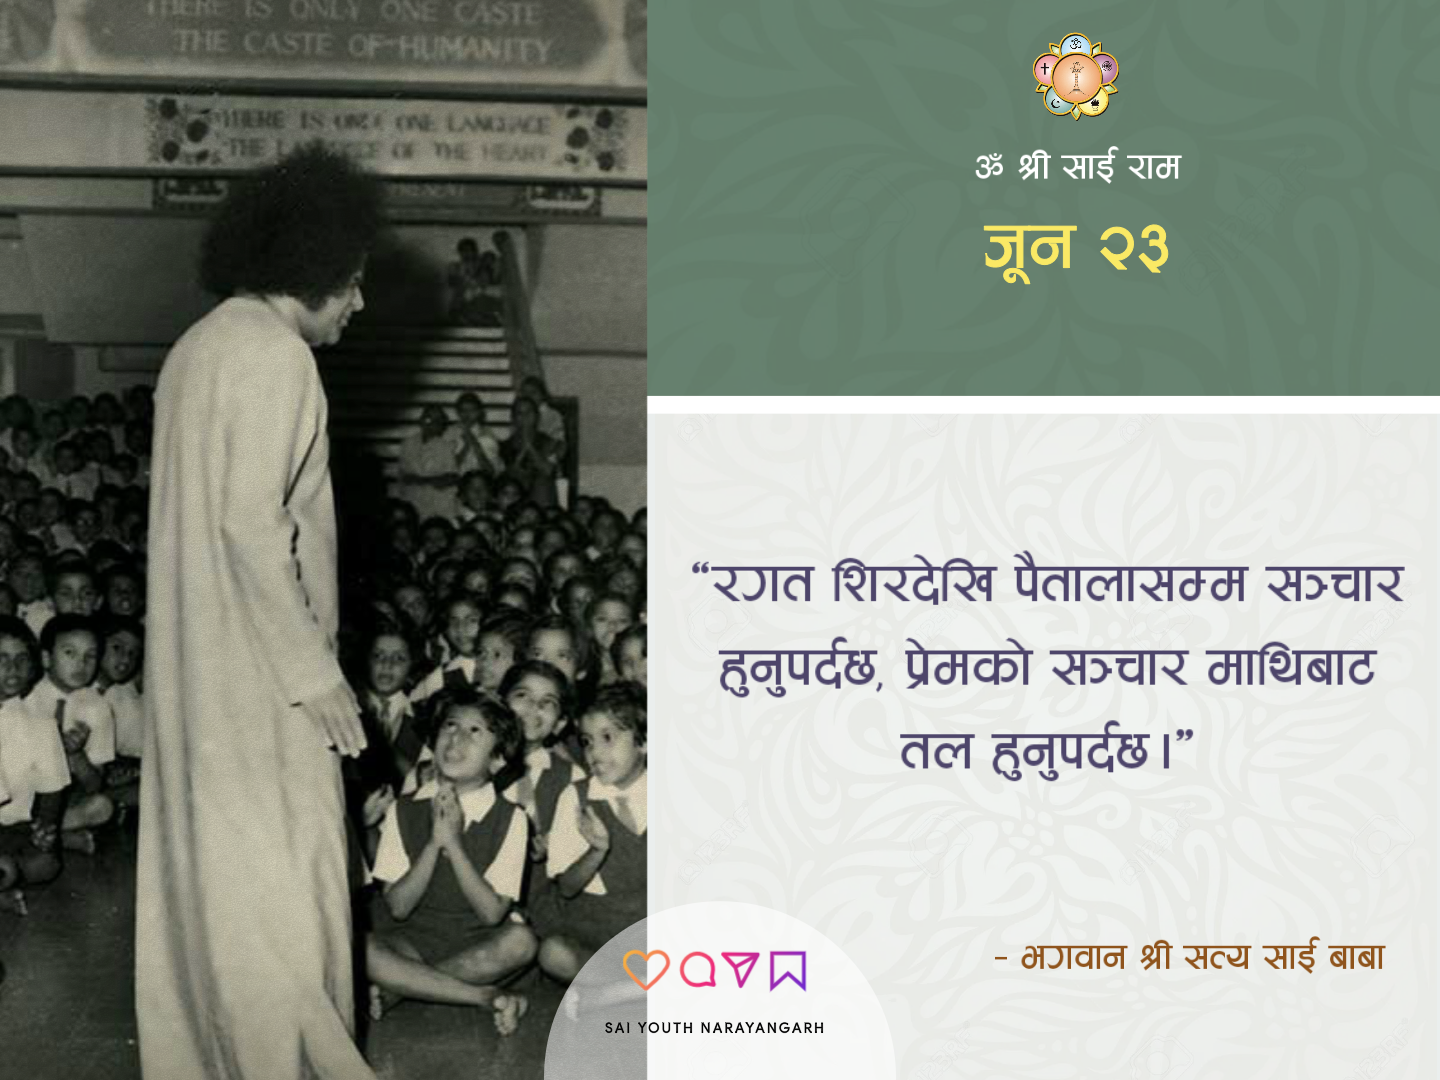 THERE IS ONLY ONE CASTE
THE CASTE OF HUMANITY
THERE IS ONLY ONE LANGUAGE
THE LANGUAGE OF THE HEART
PRESENT
ॐ श्री साई राम
जून २३
“रगत शिरदेखि पैतालासम्म सञ्चार
हुनुपर्दछ, प्रेमको सञ्चार माथिबाट
तल हुनुपर्दछ ।”
- भगवान श्री सत्य साई बाबा
SAI YOUTH NARAYANGARH